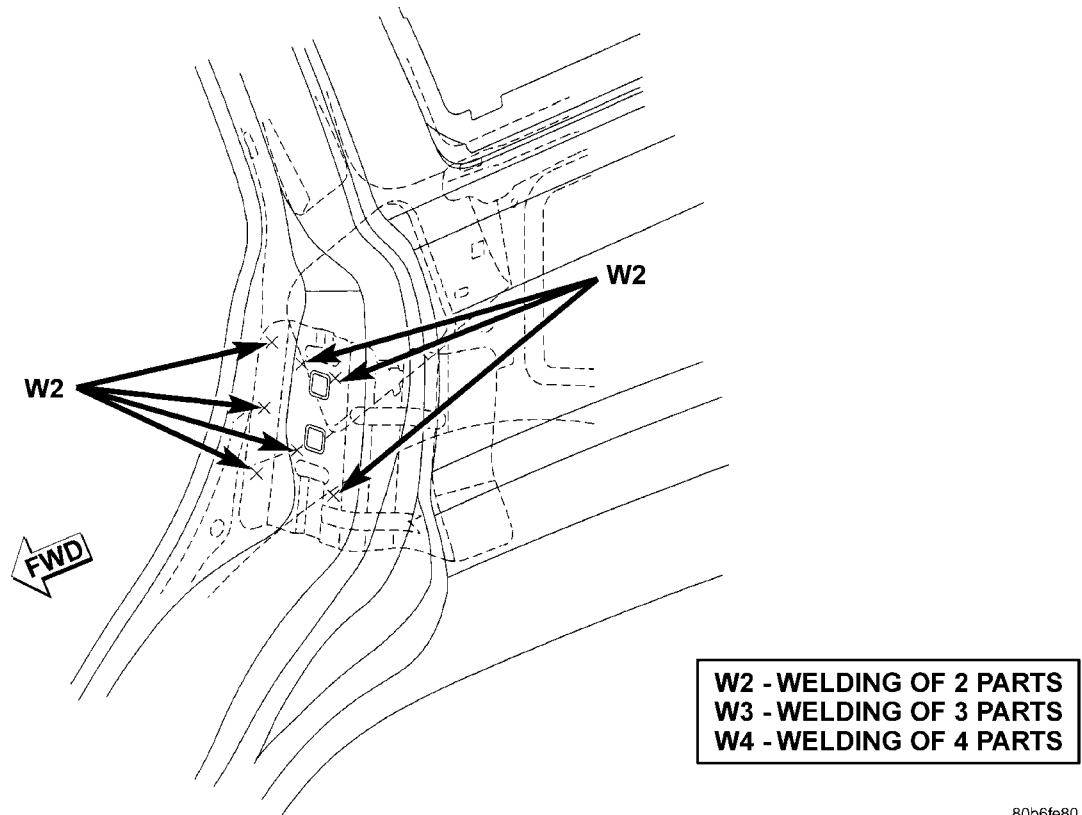 W2
W2
FWD
W2 - WELDING OF 2 PARTS
W3 - WELDING OF 3 PARTS
W4 - WELDING OF 4 PARTS
80b6fe80